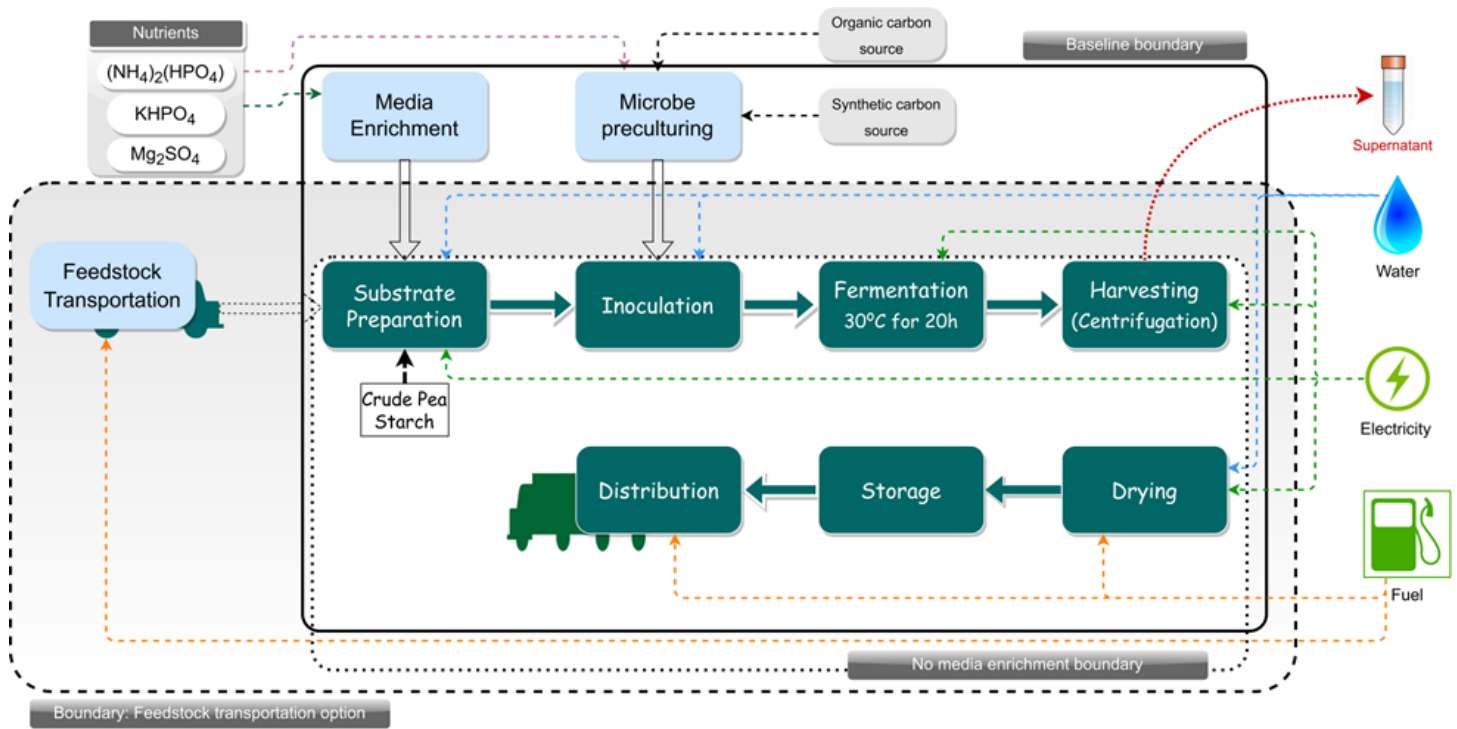 Nutrients
(NH₄)₂(HPO₄)
KHPO₄
Mg₂SO₄
Organic carbon
source
Synthetic carbon
source
Baseline boundary
Media
Enrichment
Microbe
preculturing
Supernatant
Water
Feedstock
Transportation
Substrate
Preparation
Inoculation
Fermentation
30ºC for 20h
Harvesting
(Centrifugation)
Crude Pea
Starch
Electricity
Distribution
Storage
Drying
Fuel
No media enrichment boundary
Boundary: Feedstock transportation option